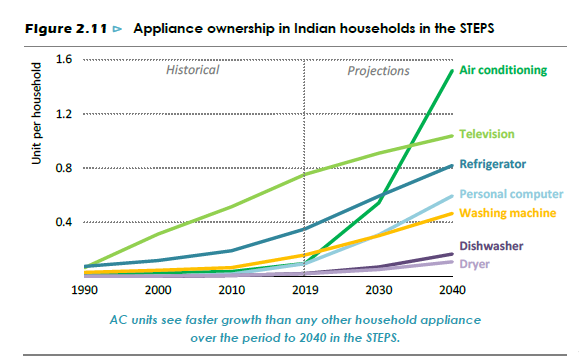 Figure 2.11 ▷ Appliance ownership in Indian households in the STEPS
Unit per household
1.6
1.2
0.8
0.4
Historical
Projections
Air conditioning
Television
Refrigerator
Personal computer
Washing machine
Dishwasher
Dryer
1990 2000 2010 2019 2030 2040
AC units see faster growth than any other household appliance
over the period to 2040 in the STEPS.